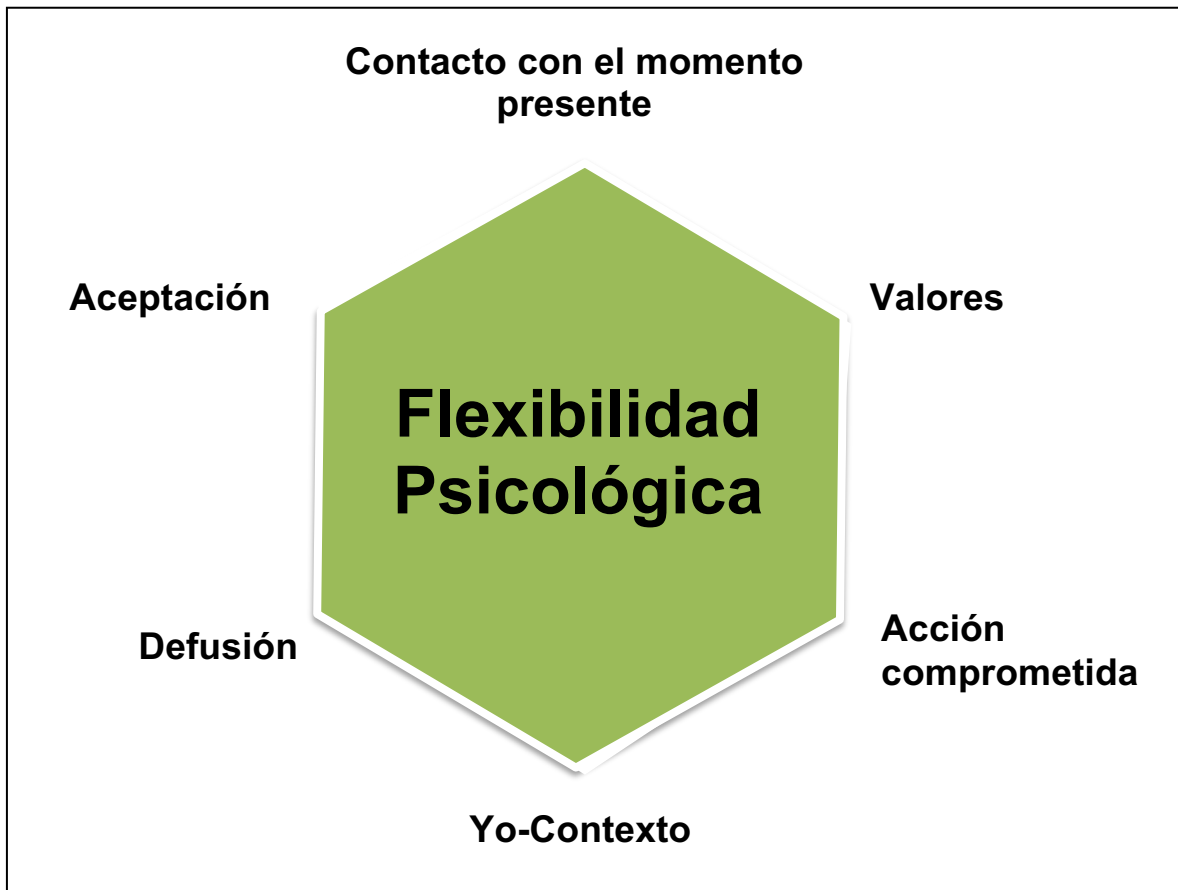 Contacto con el momento
presente
Aceptación
Valores
Flexibilidad
Psicológica
Defusión
Acción
comprometida
Yo-Contexto